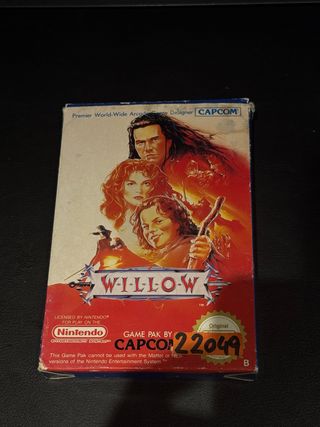 Premier World-Wide Arcade Game Designer CAPCOM
W·I·L·L·O·W
LICENSED BY NINTENDO®
FOR PLAY ON THE
Nintendo
ENTERTAINMENT SYSTEM
GAME PAK BY
CAPCOM
22049
Original
This Game Pak cannot be used with the Mattel or NES
versions of the Nintendo Entertainment System™
B